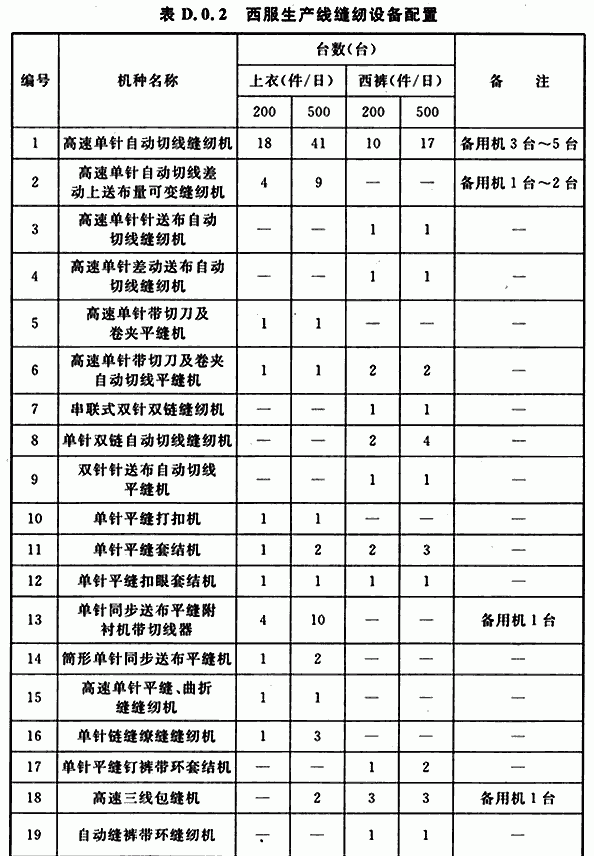 表 D.0.2 西服生产线缝纫设备配置
编号 机种名称 台数(台) 备 注
上衣(件/日) 西裤(件/日)
200 500 200 500
1 高速单针自动切线缝纫机 18 41 10 17 备用机 3 台～5 台
2 高速单针自动切线差
动上送布量可变缝纫机 4 9 — — 备用机 1 台～2 台
3 高速单针针送布自动
切线缝纫机 — — 1 1 —
4 高速单针差动送布自动
切线缝纫机 — — 1 1 —
5 高速单针带切刀及
卷夹平缝机 1 1 — — —
6 高速单针带切刀及卷夹
自动切线平缝机 1 1 2 2 —
7 串联式双针双链缝纫机 — — 1 1 —
8 单针双链自动切线缝纫机 — — 2 4 —
9 双针针送布自动切线
平缝机 — — 1 1 —
10 单针平缝打扣机 1 1 — — —
11 单针平缝套结机 1 2 2 3 —
12 单针平缝扣眼套结机 1 1 1 1 —
13 单针同步送布平缝附
衬机带切线器 4 10 — — 备用机 1 台
14 筒形单针同步送布平缝机 1 2 — — —
15 高速单针平缝、曲折
缝缝纫机 1 1 — — —
16 单针链缝缭缝缝纫机 1 3 — — —
17 单针平缝钉裤带环套结机 — — 1 2 —
18 高速三线包缝机 — 2 3 3 备用机 1 台
19 自动缝裤带环缝纫机 — — 1 1 —